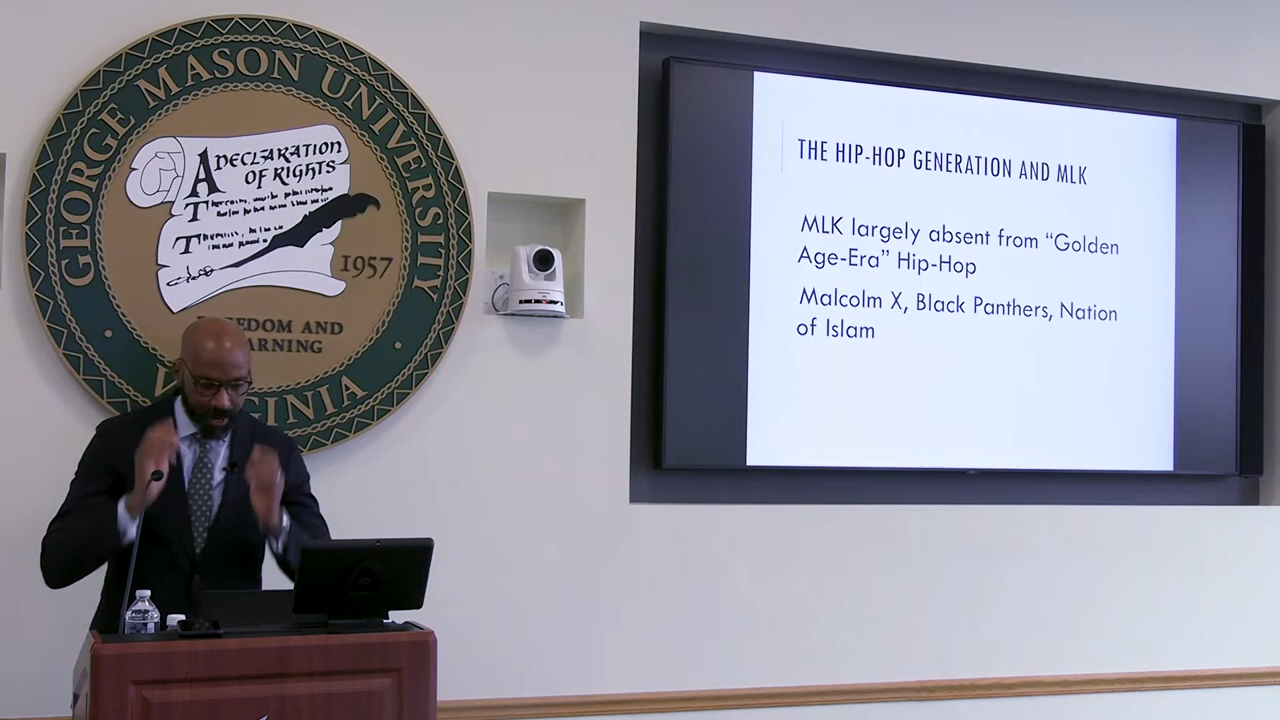 GEORGE MASON UNIVERSITY
A DECLARATION
OF RIGHTS
1957
FREEDOM AND
LEARNING
VIRGINIA
THE HIP-HOP GENERATION AND MLK
MLK largely absent from “Golden
Age-Era” Hip-Hop
Malcolm X, Black Panthers, Nation
of Islam